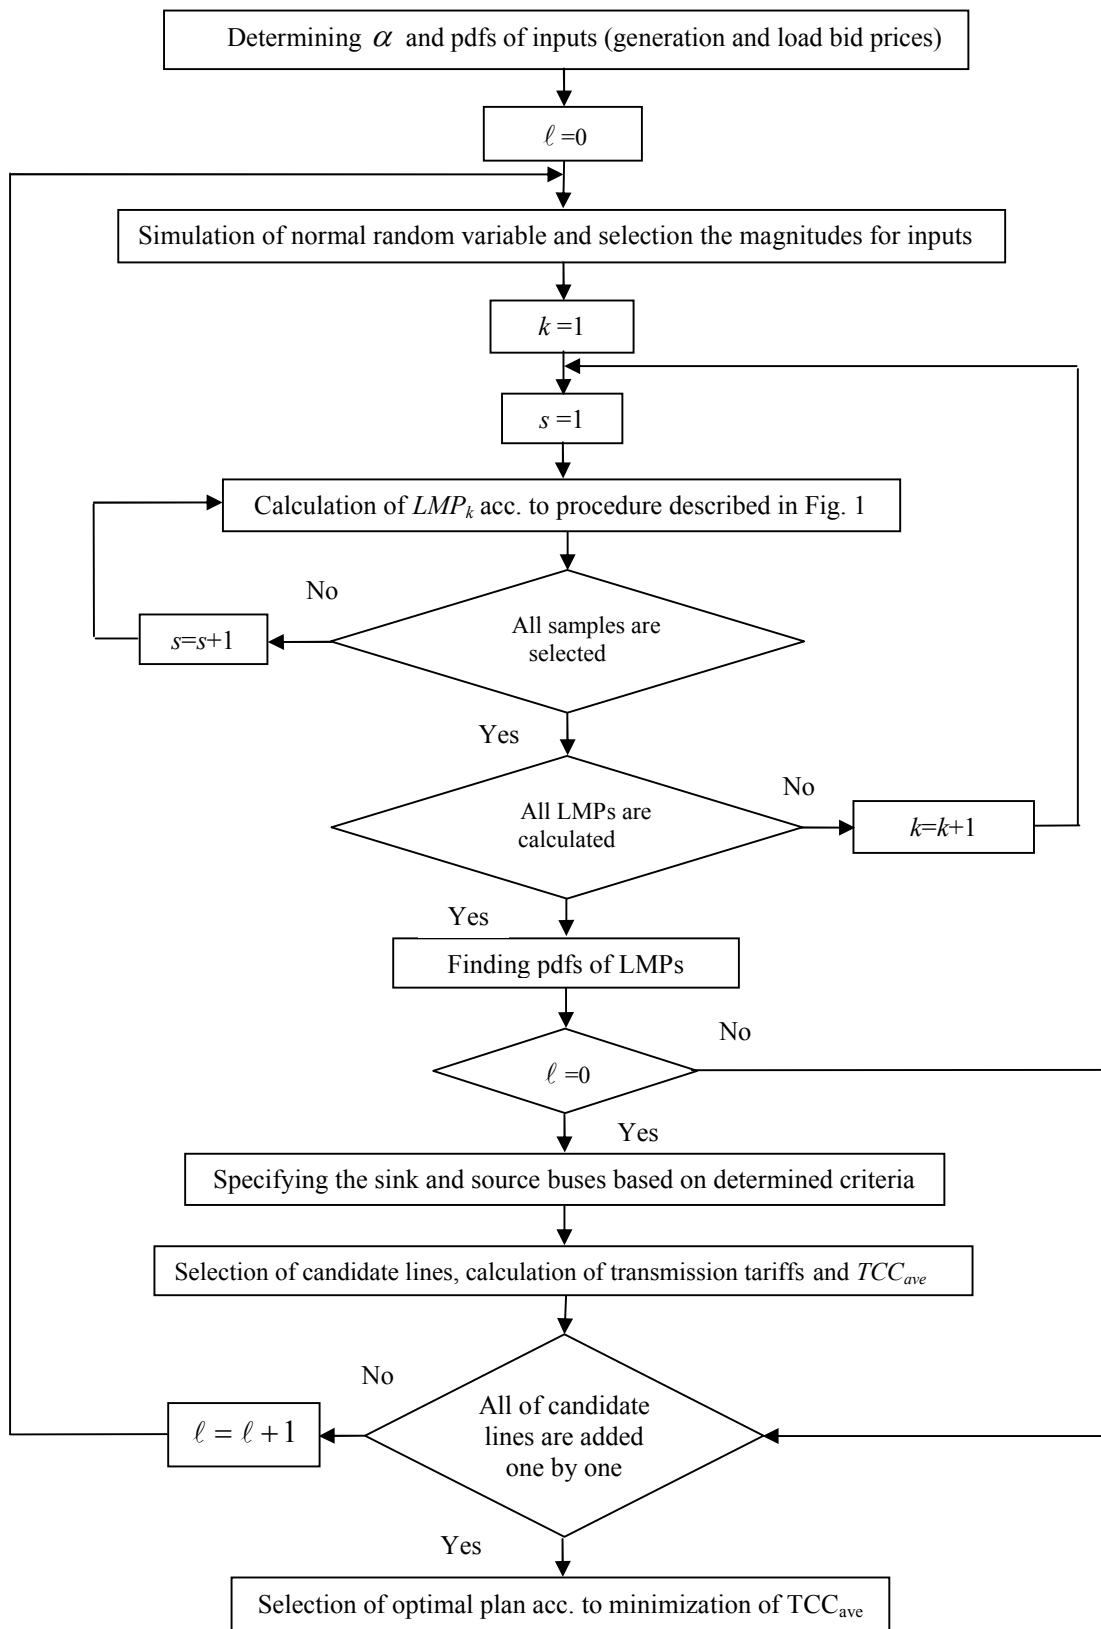 Determining α and pdfs of inputs (generation and load bid prices)
ℓ =0
Simulation of normal random variable and selection the magnitudes for inputs
k =1
s =1
Calculation of LMPk acc. to procedure described in Fig. 1
No
All samples are
selected
s=s+1
Yes
No
All LMPs are
calculated
k=k+1
Yes
Finding pdfs of LMPs
No
ℓ =0
Yes
Specifying the sink and source buses based on determined criteria
Selection of candidate lines, calculation of transmission tariffs and TCCave
No
All of candidate
lines are added
one by one
ℓ = ℓ + 1
Yes
Selection of optimal plan acc. to minimization of TCCave